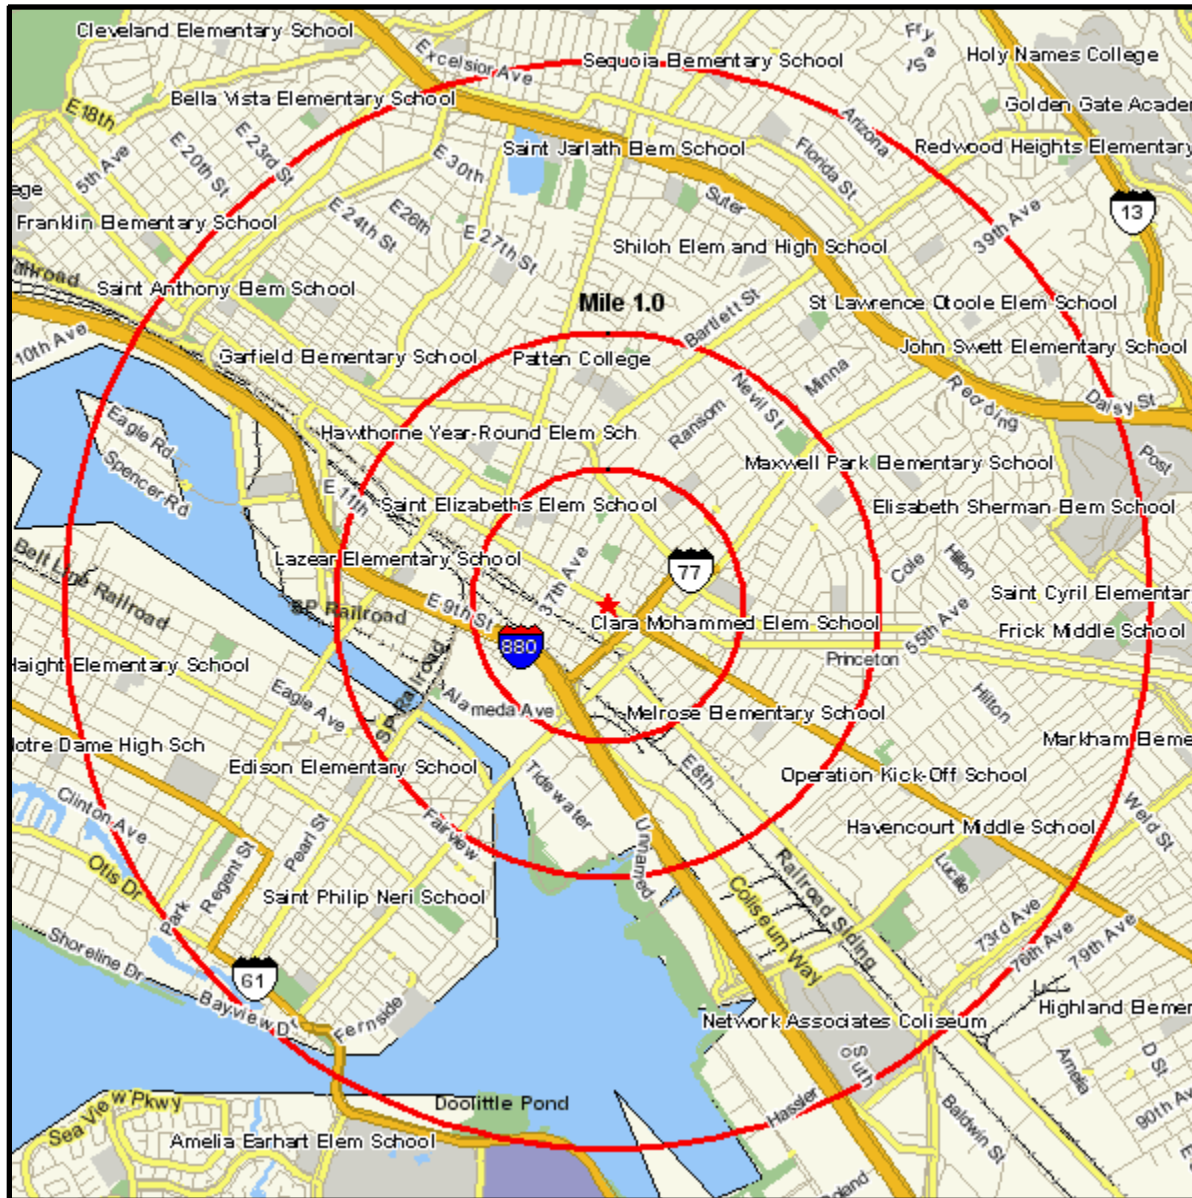 Cleveland Elementary School
Excelsior Ave
Sequoia Elementary School
Holy Names College
Bella Vista Elementary School
E 18th
Golden Gate Acader
Arizona
5th Ave
E 20th St
E 23rd St
E 30th
Saint Jarlath Elem School
Florida St
Redwood Heights Elementary
ege
Suter
13
Franklin Elementary School
E 24th St
E26th
E 27th St
Shiloh Elem and High School
39th Ave
ailroad
Saint Anthony Elem School
Mile 1.0
Bartlett St
St Lawrence Otoole Elem School
10th Ave
Garfield Elementary School
Patten College
John Swett Elementary School
Minna
Nevil St
Redding
Daisy St
Eagle Rd
Hawthorne Year-Round Elem Sch
Ransom
Spencer Rd
Maxwell Park Elementary School
Post
E 11th
Saint Elizabeths Elem School
Elisabeth Sherman Elem School
Belt Line Railroad
Lazear Elementary School
37th Ave
77
Cole
Hillen
SP Railroad
E 9th St
Saint Cyril Elementar
Clara Mohammed Elem School
55th Ave
Frick Middle School
880
Princeton
Haight Elementary School
SP Railroad
Eagle Ave
Alameda Ave
Melrose Elementary School
Hilton
lotre Dame High Sch
Markham Eleme
Edison Elementary School
Tidewater
E 8th
Operation Kick-Off School
Clinton Ave
Fairview
Weld St
Pearl St
Unnamed
Havencourt Middle School
Otis Dr
Regent St
Railroad Siding
Lucille
Saint Philip Neri School
Coliseum Way
Park
73rd Ave
76th Ave
79th Ave
Shoreline Dr
61
Bayview D
Fernside
Highland Elemen
Network Associates Coliseum
South
Amelia
D St
Sea View Pkwy
Doolittle Pond
Hassler
Baldwin St
90th Av
Amelia Earhart Elem School